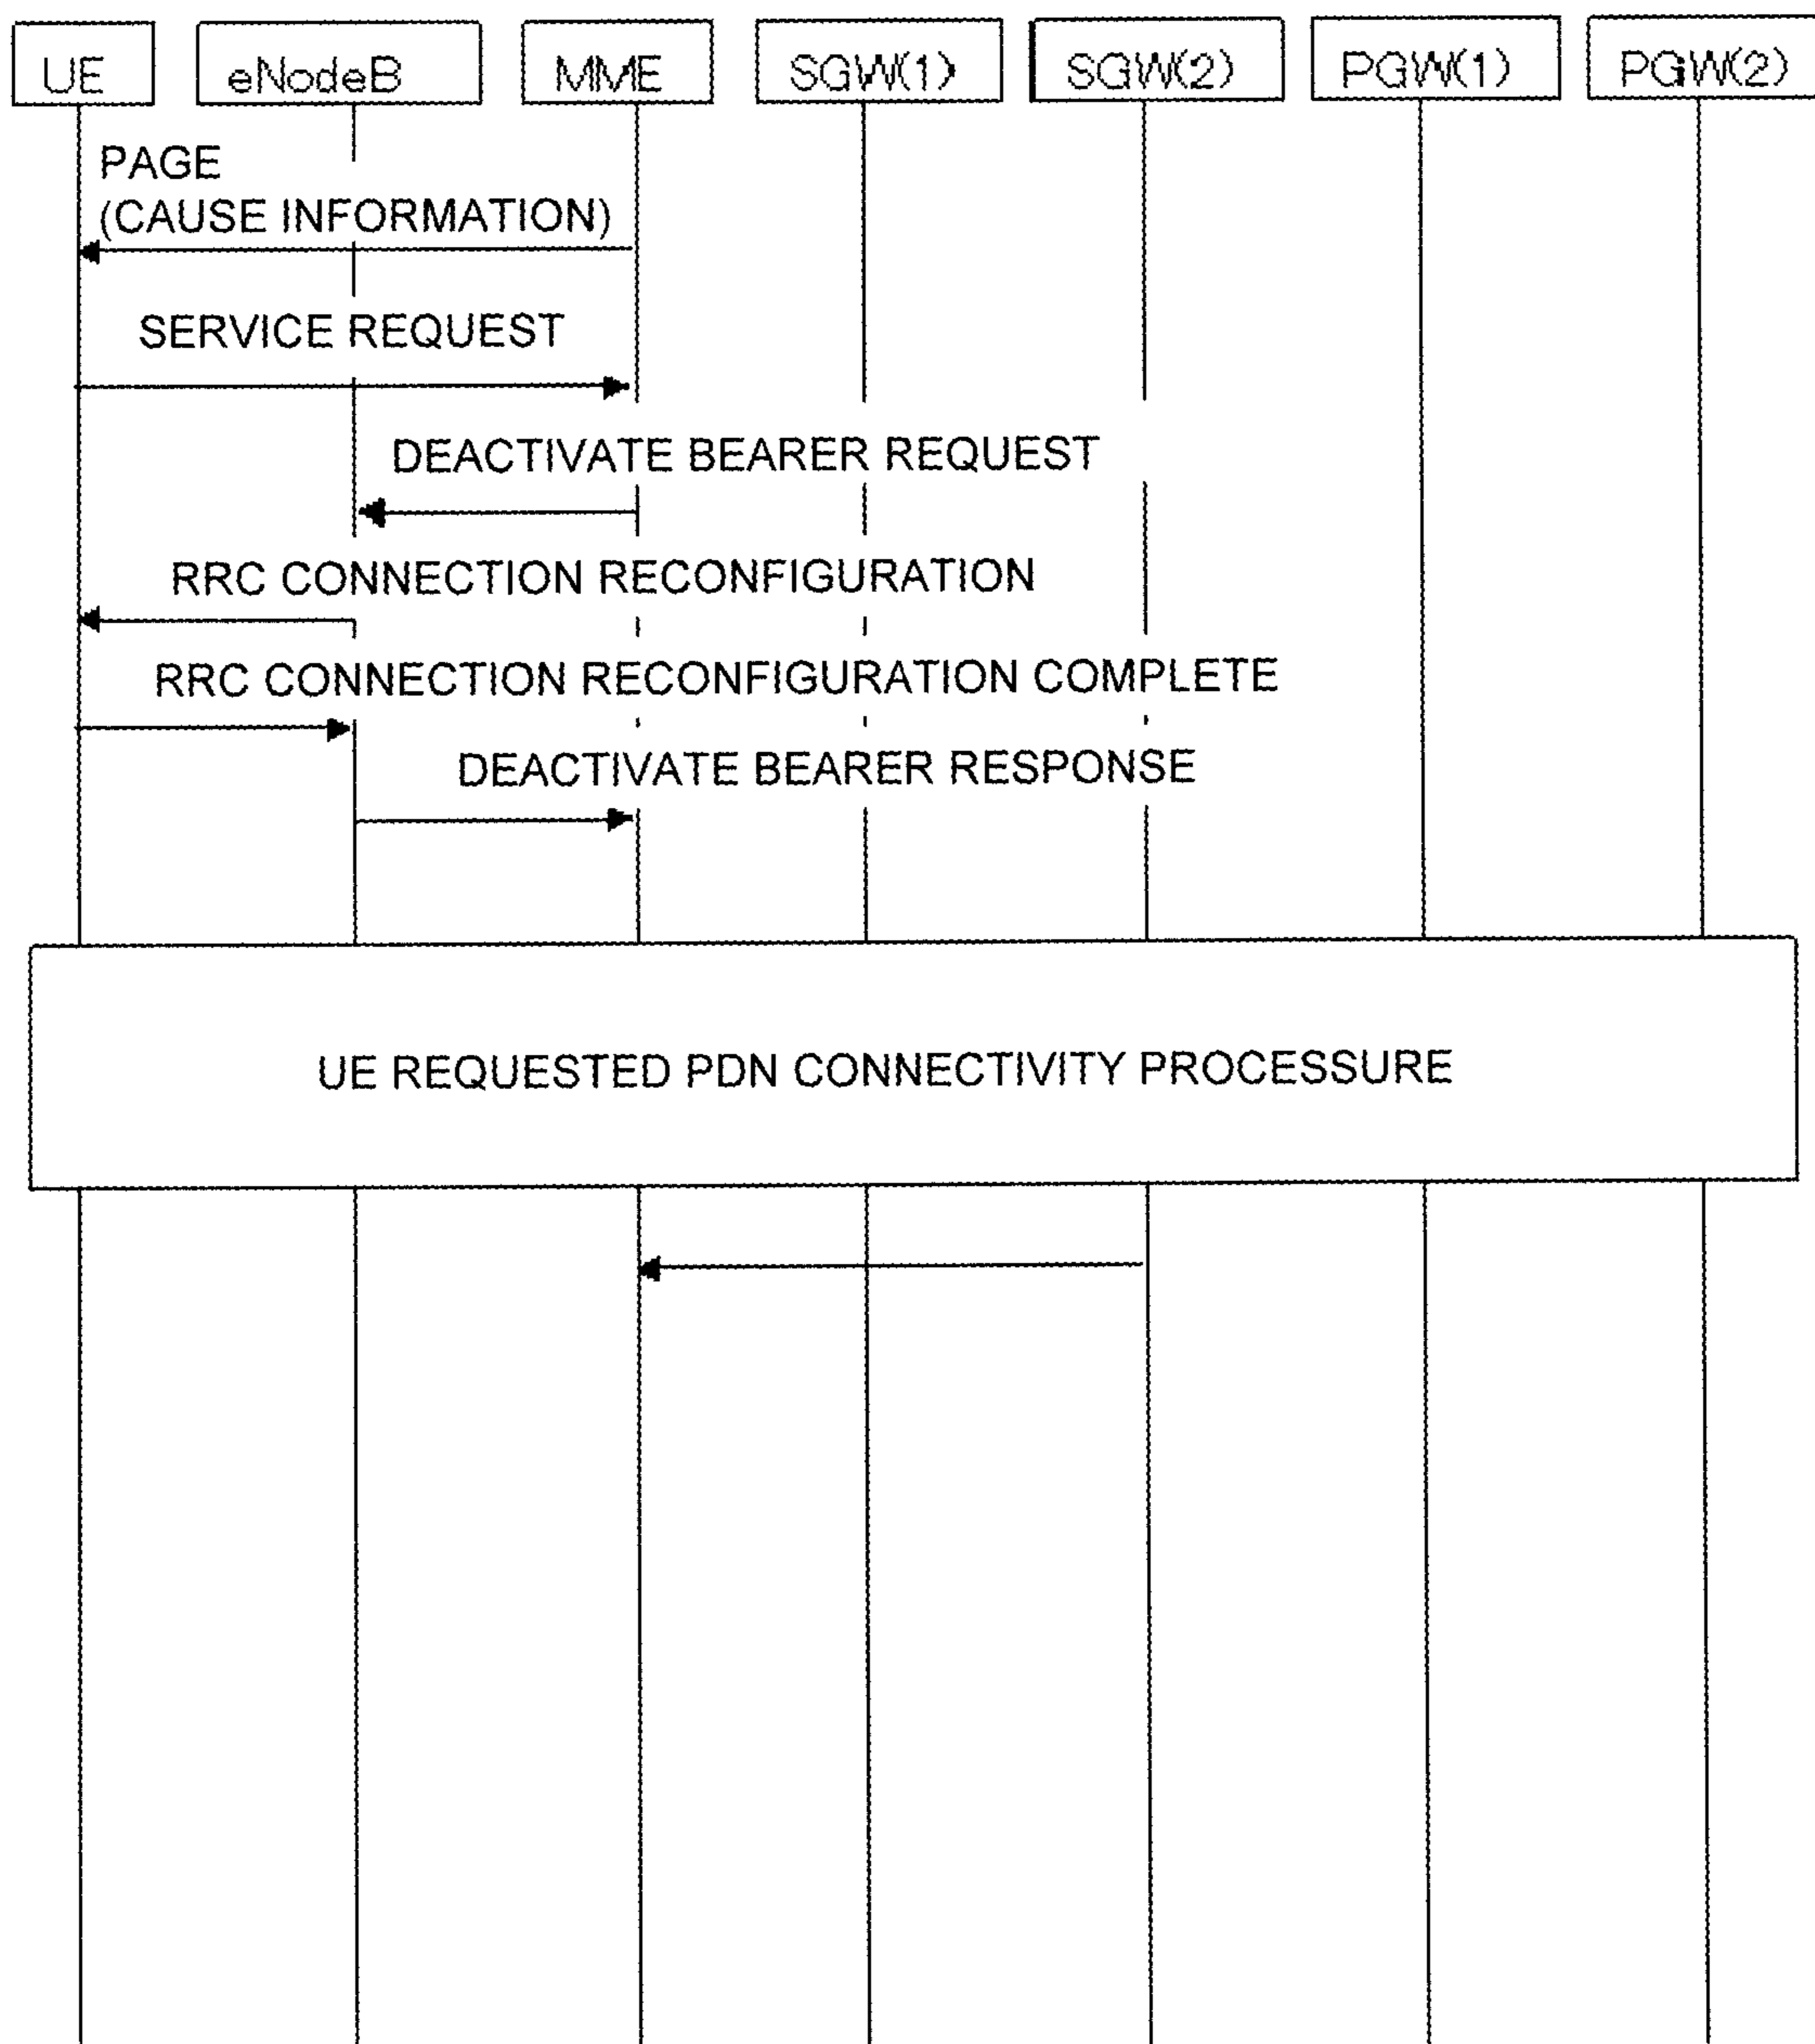 UE eNodeB MME SGW(1) SGW(2) PGW(1) PGW(2)
PAGE
(CAUSE INFORMATION)
SERVICE REQUEST
DEACTIVATE BEARER REQUEST
RRC CONNECTION RECONFIGURATION
RRC CONNECTION RECONFIGURATION COMPLETE
DEACTIVATE BEARER RESPONSE
UE REQUESTED PDN CONNECTIVITY PROCESSURE